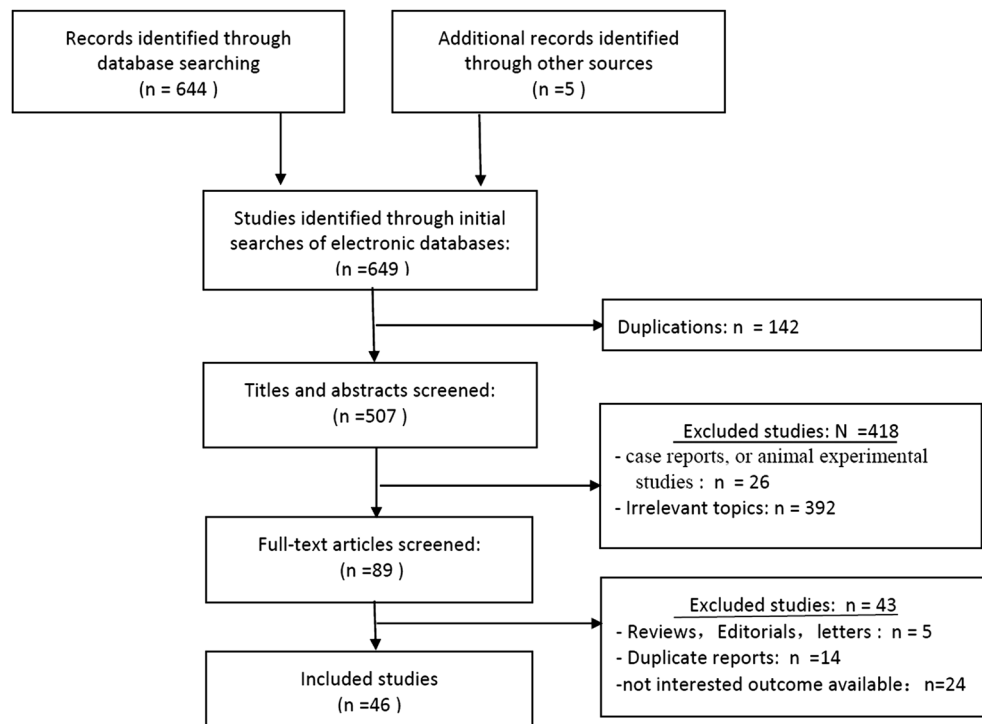 Records identified through
database searching
(n = 644 )
Additional records identified
through other sources
(n =5 )
Studies identified through initial
searches of electronic databases:
(n =649 )
Duplications: n = 142
Titles and abstracts screened:
(n =507 )
Excluded studies: N =418
- case reports, or animal experimental
studies : n = 26
- Irrelevant topics: n = 392
Full-text articles screened:
(n =89 )
Excluded studies: n = 43
- Reviews，Editorials，letters : n = 5
- Duplicate reports: n =14
-not interested outcome available： n=24
Included studies
(n =46 )